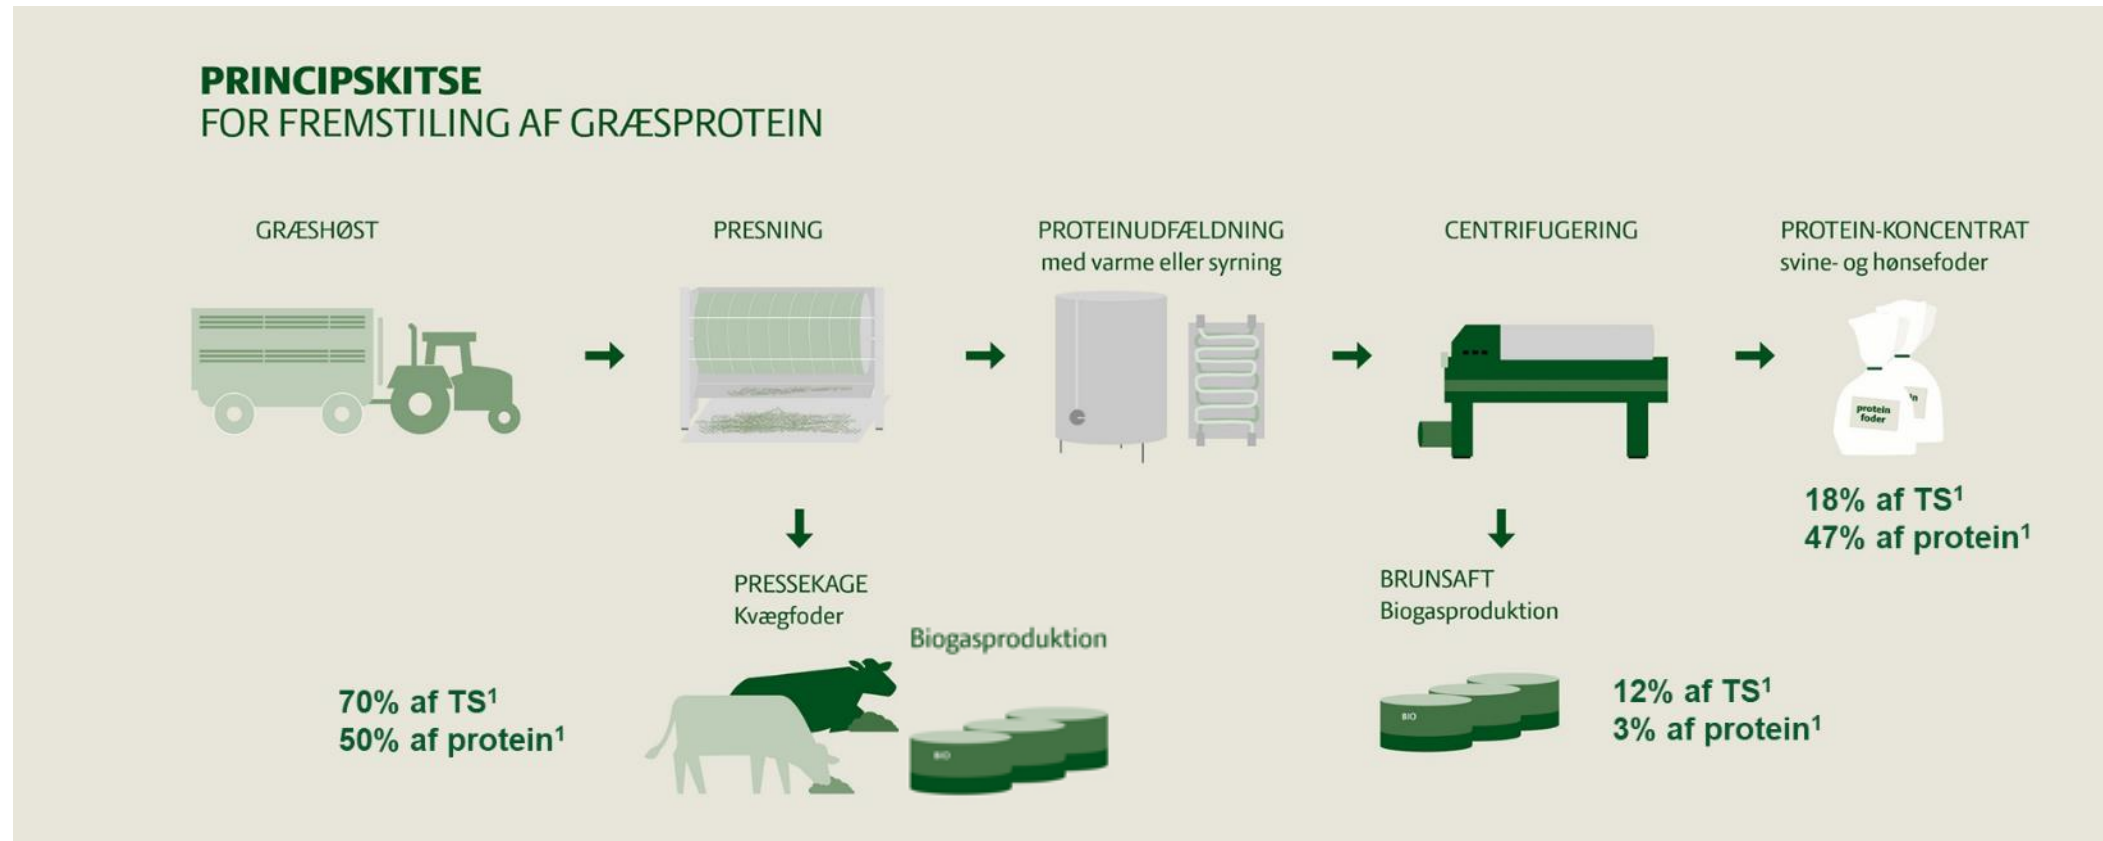 PRINCIPSKITSE
FOR FREMSTILING AF GRÆSPROTEIN
GRÆSHØST
PRESNING
PROTEINUDFÆLDNING
med varme eller syrning
CENTRIFUGERING
PROTEIN-KONCENTRAT
svine- og hønsefoder
protein
foder
in
18% af TS¹
47% af protein¹
PRESSEKAGE
Kvægfoder
Biogasproduktion
70% af TS¹
50% af protein¹
BIO
BRUNSAFT
Biogasproduktion
BIO
12% af TS¹
3% af protein¹